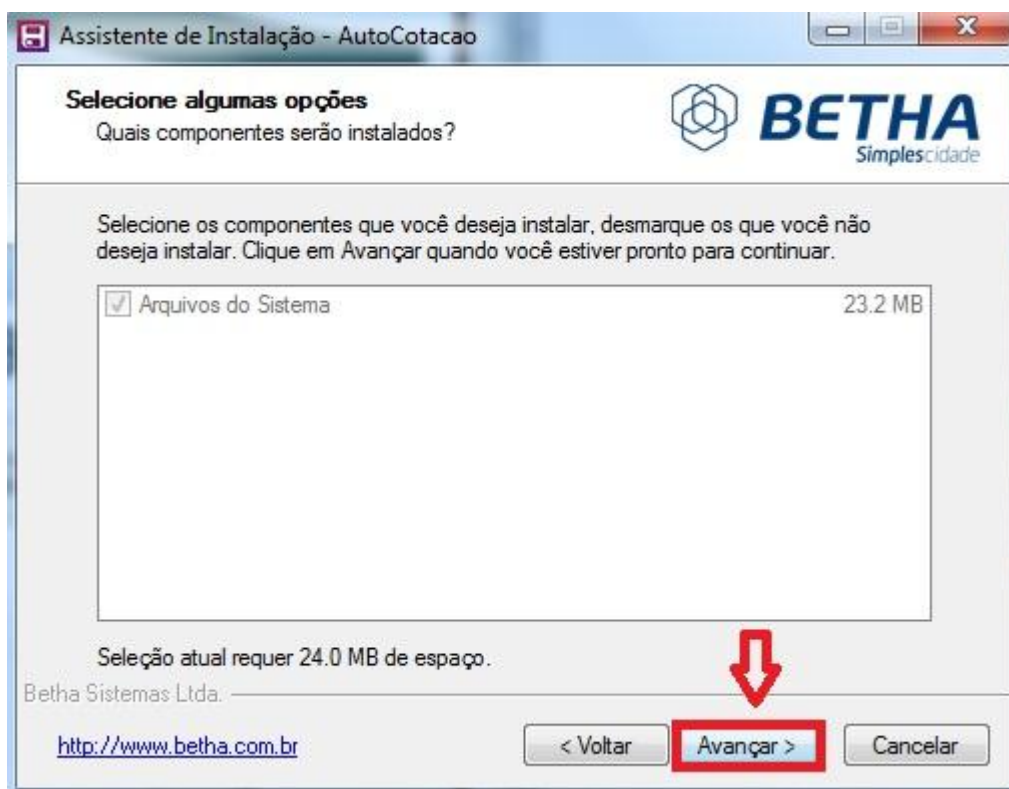 Assistente de Instalação - AutoCotacao
Selecione algumas opções
Quais componentes serão instalados?
BETHA
Simplescidade
Selecione os componentes que você deseja instalar, desmarque os que você não
deseja instalar. Clique em Avançar quando você estiver pronto para continuar.
Arquivos do Sistema 23.2 MB
Seleção atual requer 24.0 MB de espaço.
Betha Sistemas Ltda.
http://www.betha.com.br < Voltar Avançar > Cancelar